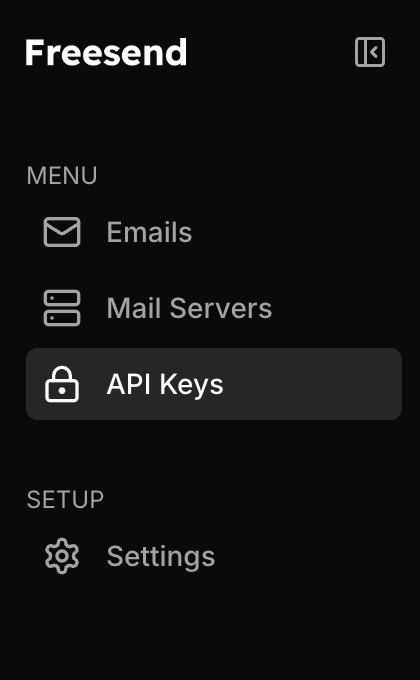 Freesend
MENU
Emails
Mail Servers
API Keys
SETUP
Settings